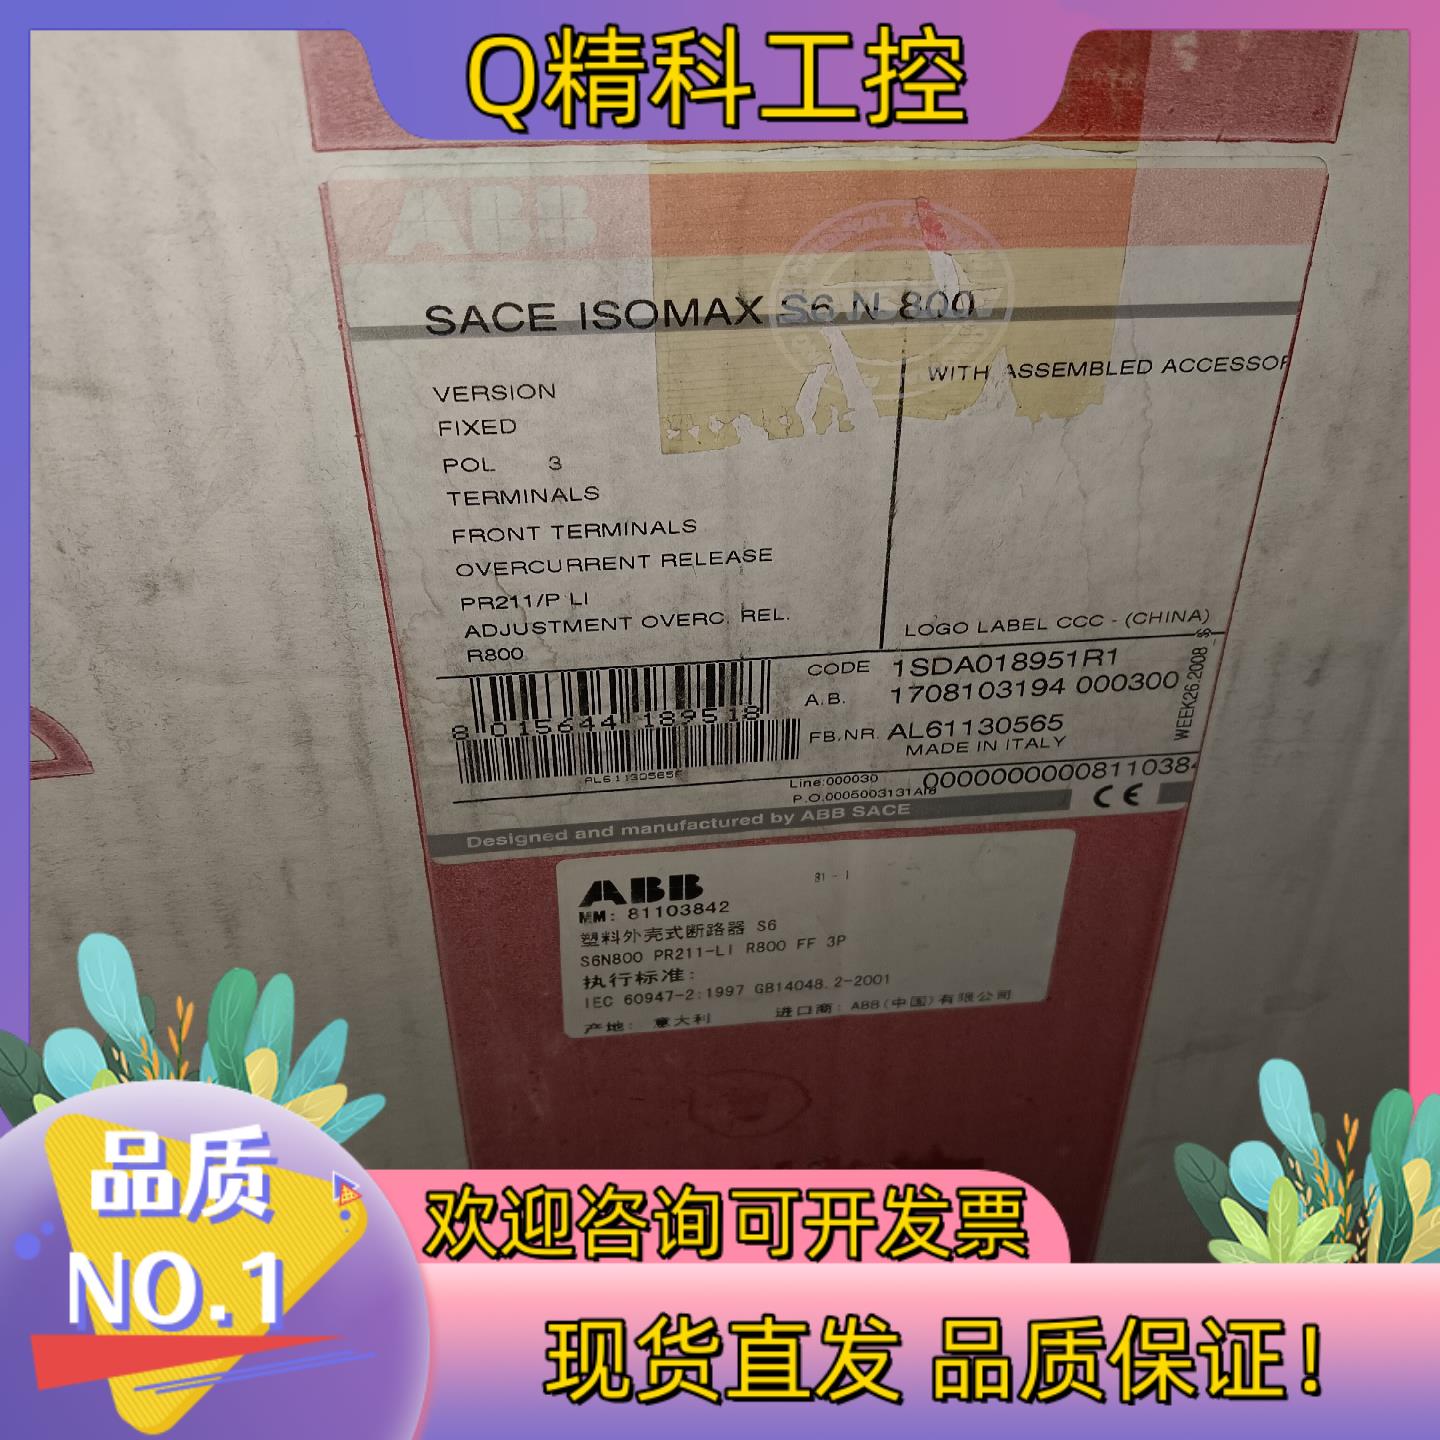 Q精科工控
ABB
SACE ISOMAX S6 N 800
VERSION
FIXED
POL 3
TERMINALS
FRONT TERMINALS
OVERCURRENT RELEASE
PR211/P LI
ADJUSTMENT OVERC. REL.
R800
WITH ASSEMBLED ACCESSOR
LOGO LABEL CCC - (CHINA)
CODE 1SDA018951R1
A.B. 1708103194 000300
FB.NR. AL61130565
MADE IN ITALY
WEEK26.2008
8 015644 189518
AL61130565
Line:000030
P.O.0005003131
Designed and manufactured by ABB SACE
CE
ABB
81 - 1
MM: 81103842
塑料外壳式断路器 S6
S6N800 PR211-LI R800 FF 3P
执行标准:
IEC 60947-2:1997 GB14048.2-2001
产地: 意大利 进口商: ABB(中国)有限公司
品质
NO.1
欢迎咨询可开发票
现货直发 品质保证!